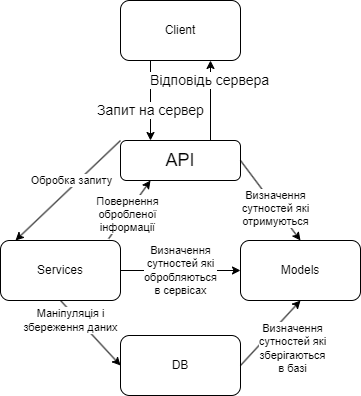 Client
Відповідь сервера
Запит на сервер
API
Обробка запиту
Повернення
обробленої
інформації
Визначення
сутностей які
отримуються
Services
Визначення
сутностей які
обробляються
в сервісах
Models
Маніпуляція і
збереження даних
DB
Визначення
сутностей які
зберігаються
в базі